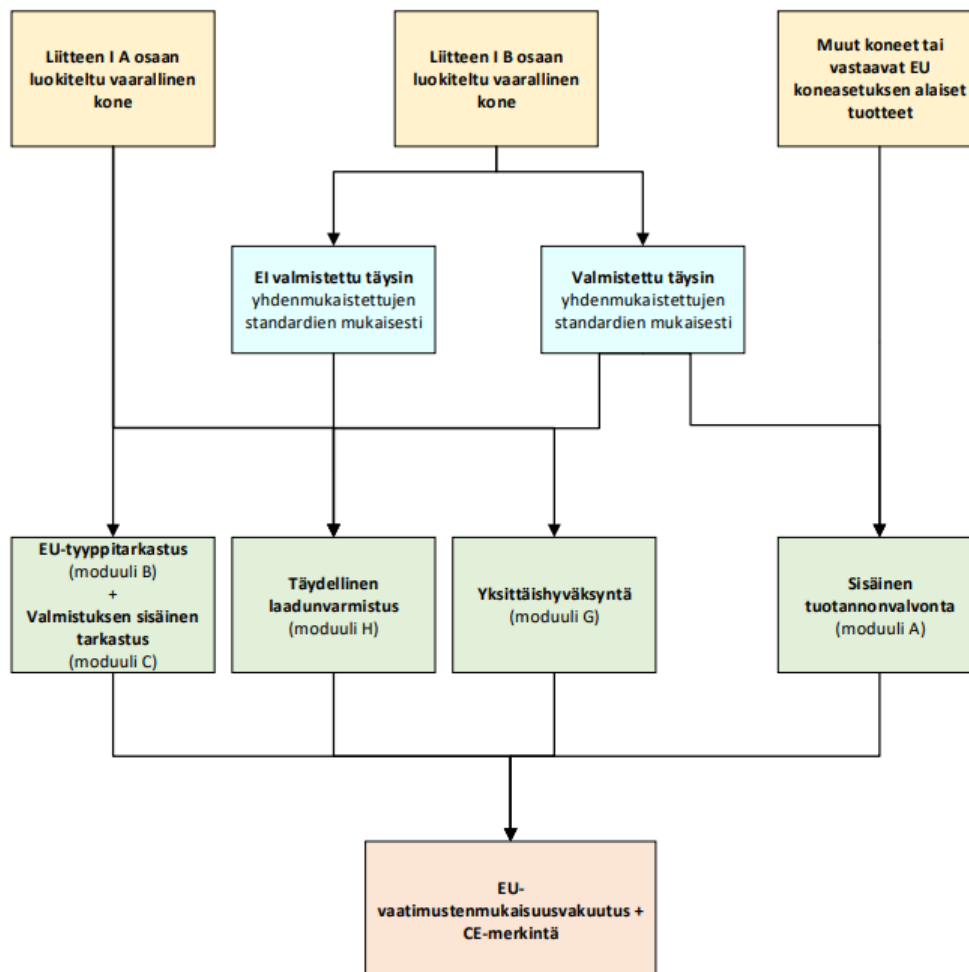 Liitteen I A osaan
luokiteltu vaarallinen
kone
Liitteen I B osaan
luokiteltu vaarallinen
kone
Muut koneet tai
vastaavat EU
koneasetuksen alaiset
tuotteet
EI valmistettu täysin
yhdenmukaistettujen
standardien mukaisesti
Valmistettu täysin
yhdenmukaistettujen
standardien mukaisesti
EU-tyyppitarkastus
(moduuli B)
+
Valmistuksen sisäinen
tarkastus
(moduuli C)
Täydellinen
laadunvarmistus
(moduuli H)
Yksittäishyväksyntä
(moduuli G)
Sisäinen
tuotannonvalvonta
(moduuli A)
EU-
vaatimustenmukaisuusvakuutus +
CE-merkintä